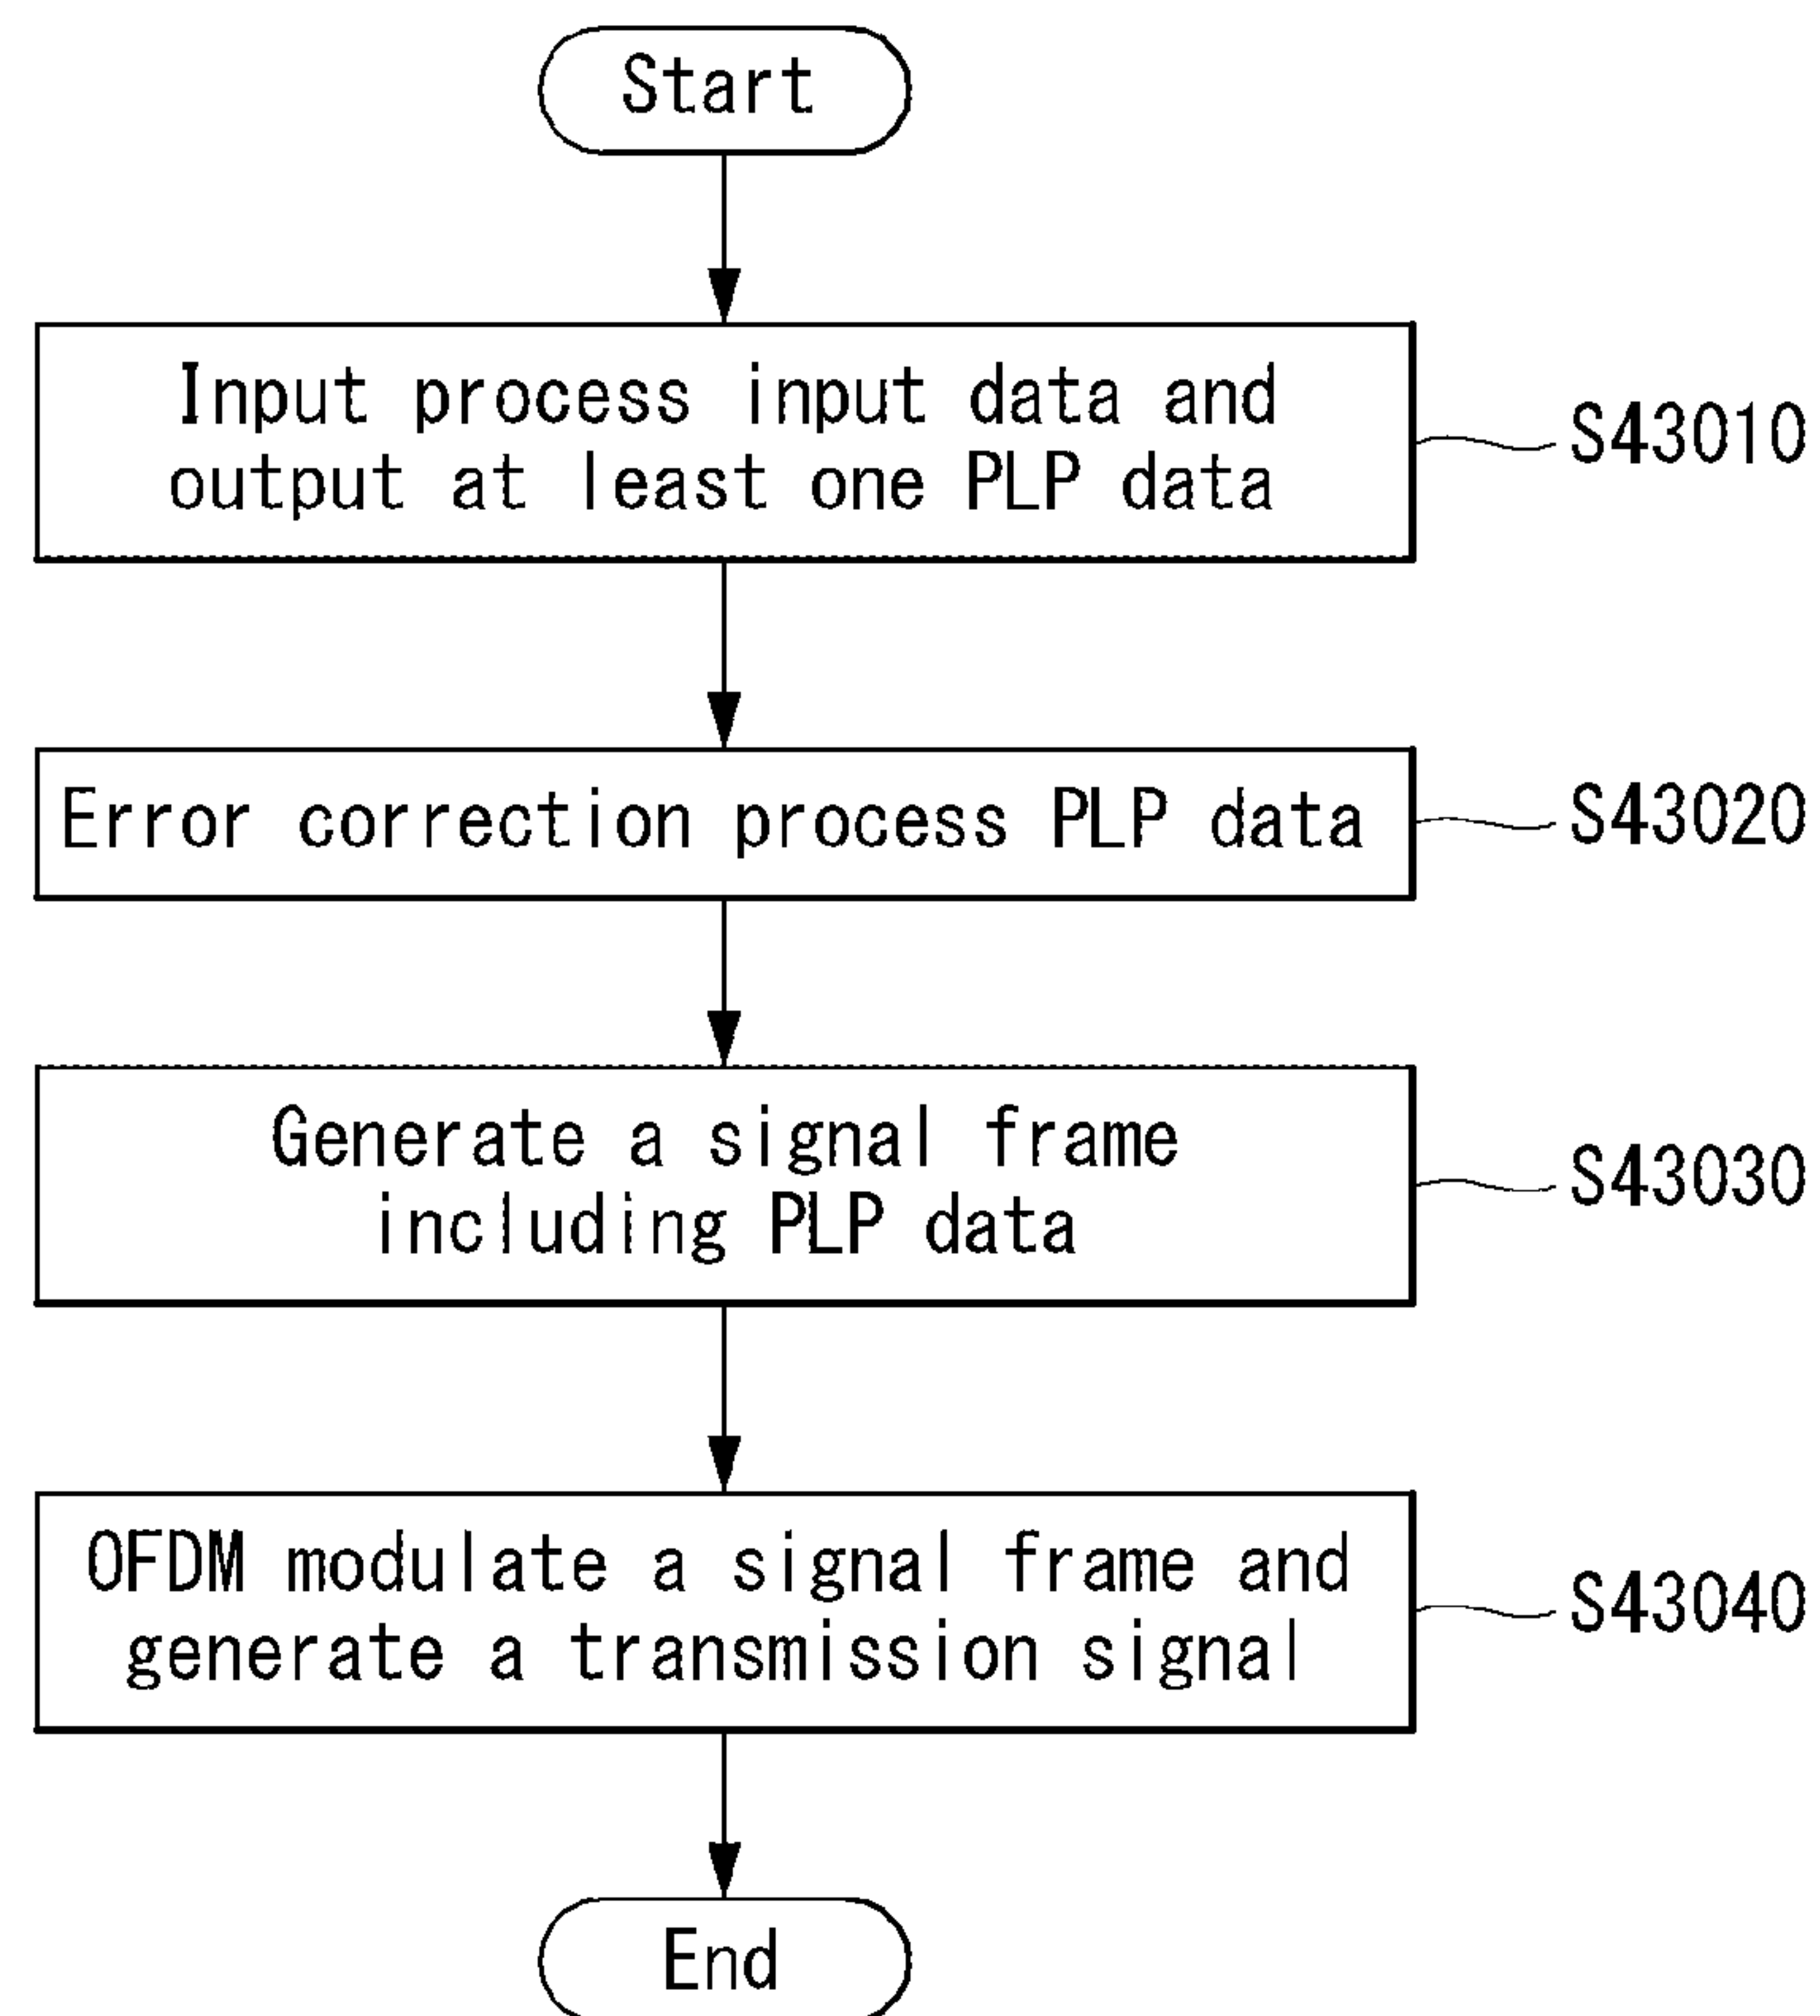 Start
Input process input data and
output at least one PLP data
S43010
Error correction process PLP data
S43020
Generate a signal frame
including PLP data
S43030
OFDM modulate a signal frame and
generate a transmission signal
S43040
End